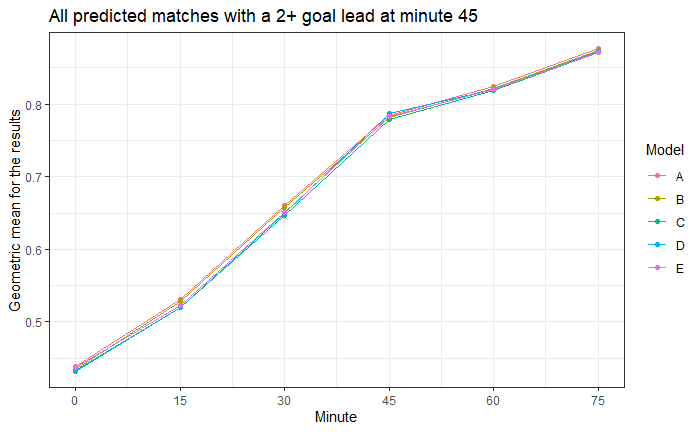 All predicted matches with a 2+ goal lead at minute 45
Geometric mean for the results
0.8
0.7
0.6
0.5
0 15 30 45 60 75
Minute
Model
A
B
C
D
E